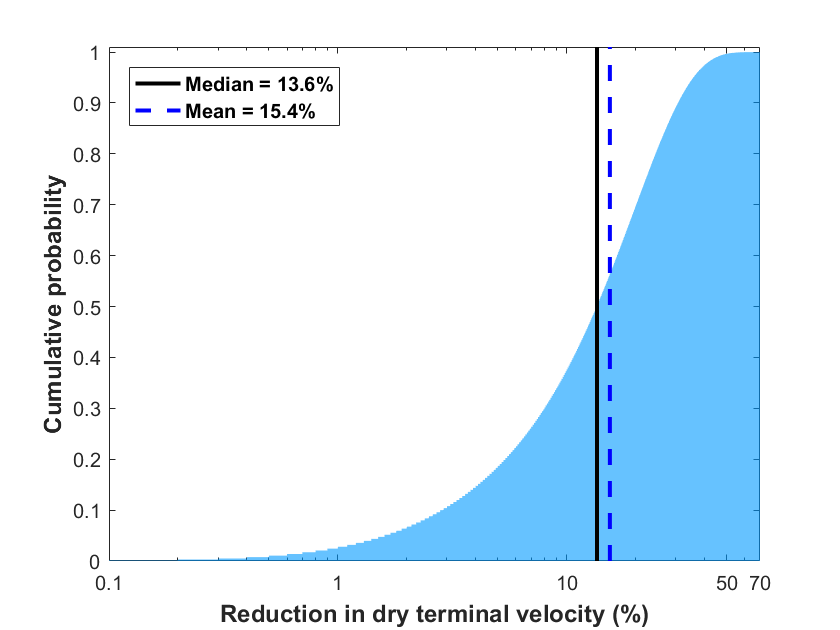 1
0.9
0.8
0.7
0.6
0.5
0.4
0.3
0.2
0.1
0
Cumulative probability
Median = 13.6%
Mean = 15.4%
0.1 1 10 50 70
Reduction in dry terminal velocity (%)